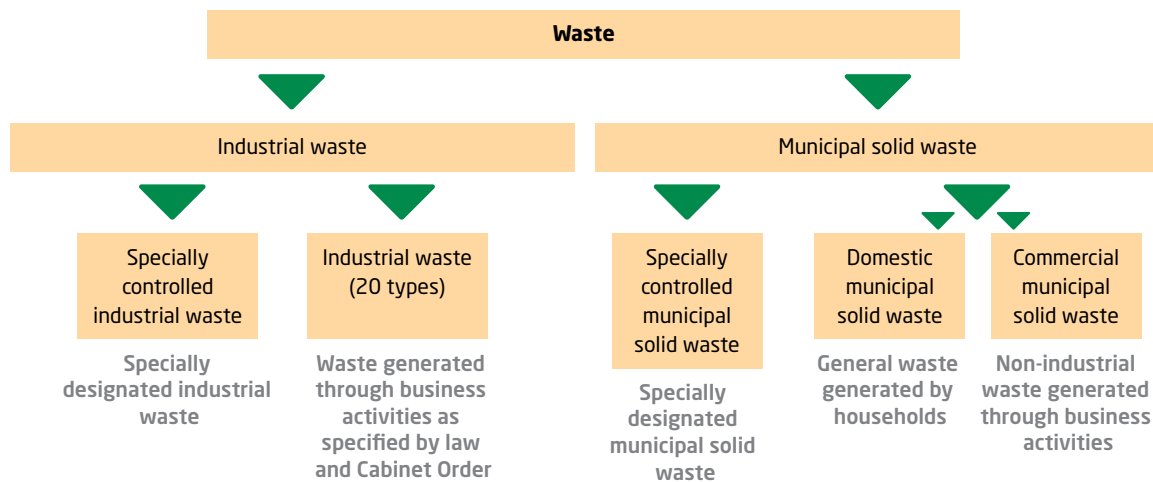 Waste
Industrial waste
Municipal solid waste
Specially
controlled
industrial waste
Specially
designated industrial
waste
Industrial waste
(20 types)
Waste generated
through business
activities as
specified by law
and Cabinet Order
Specially
controlled
municipal
solid waste
Specially
designated
municipal solid
waste
Domestic
municipal
solid waste
General waste
generated by
households
Commercial
municipal
solid waste
Non-industrial
waste generated
through business
activities